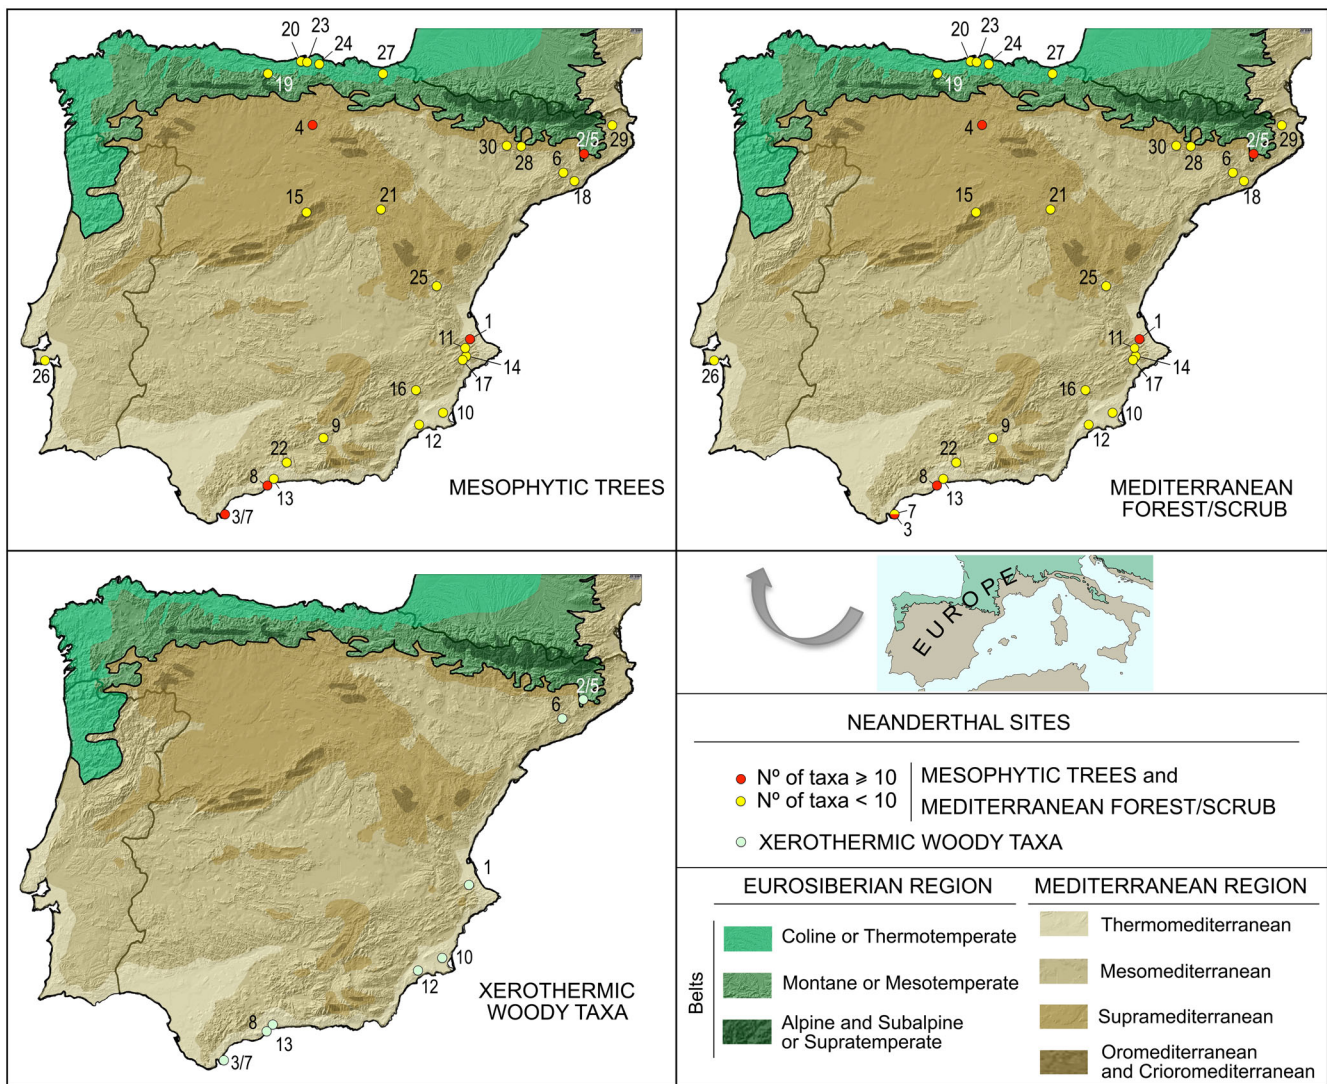 20
23
24
27
19
4
30
28
6
2/5
29
18
15
21
25
1
11
14
17
26
16
10
12
9
22
8
13
3/7
MESOPHYTIC TREES
20
23
24
27
19
4
30
28
6
2/5
29
18
15
21
25
1
11
14
17
26
16
10
12
9
22
8
13
7
3
MEDITERRANEAN
FOREST/SCRUB
2/5
6
1
10
12
8
13
3/7
XEROTHERMIC
WOODY TAXA
EUROPE
NEANDERTHAL SITES
Nº of taxa ⩾ 10
Nº of taxa < 10
MESOPHYTIC TREES and
MEDITERRANEAN FOREST/SCRUB
XEROTHERMIC WOODY TAXA
EUROSIBERIAN REGION
Belts
Coline or Thermotemperate
Montane or Mesotemperate
Alpine and Subalpine
or Supratemperate
MEDITERRANEAN REGION
Thermomediterranean
Mesomediterranean
Supramediterranean
Oromediterranean
and Crioromediterranean